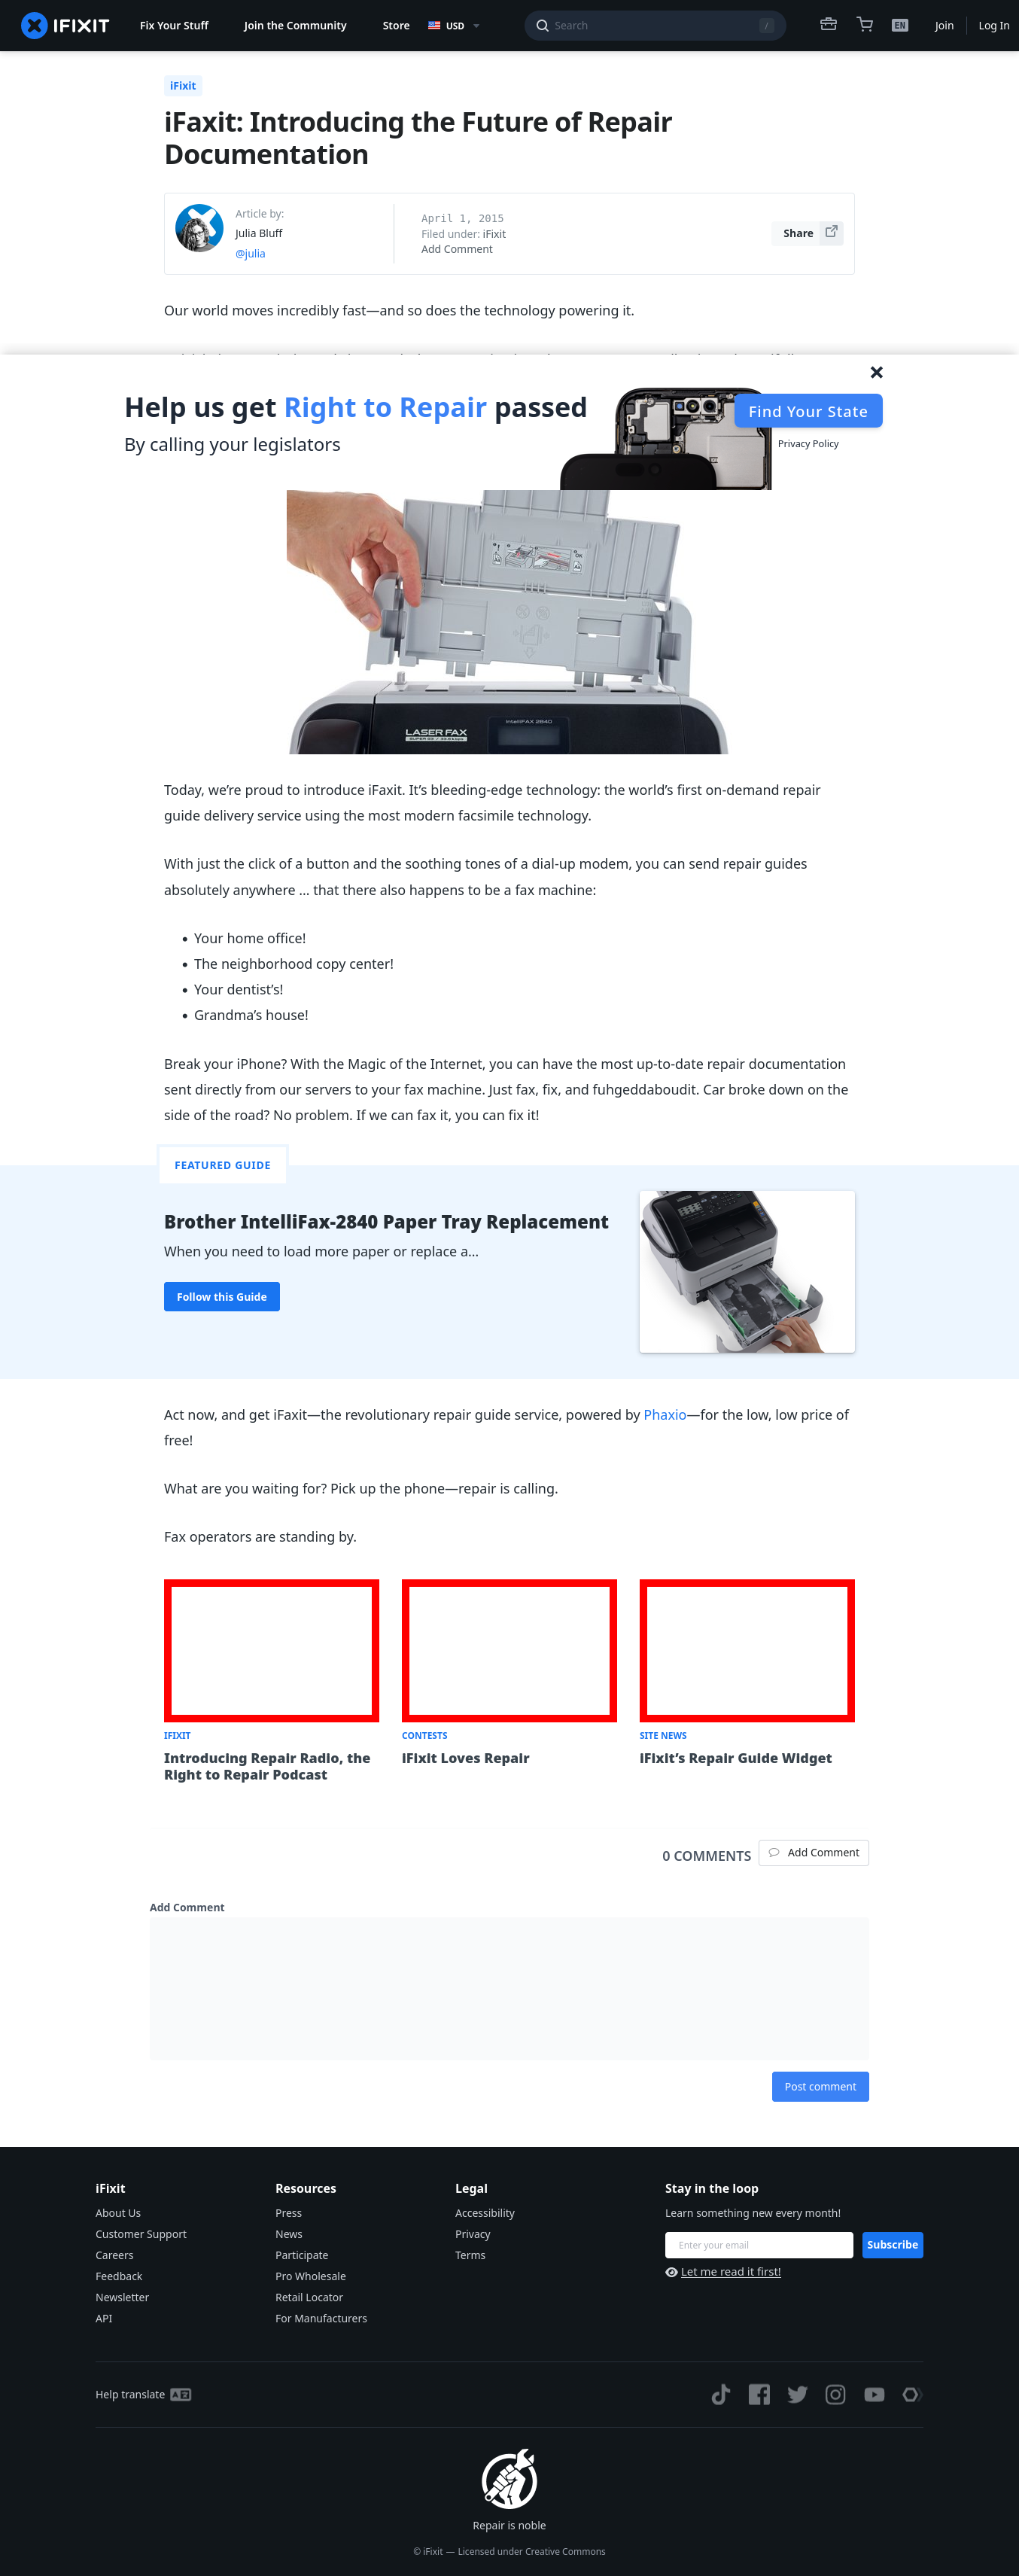 IFIXIT
Fix Your Stuff
Join the Community
Store
USD
Search
/
EN
Join
Log In
iFixit
iFaxit: Introducing the Future of Repair
Documentation
Article by:
Julia Bluff
@julia
April 1, 2015
Filed under: iFixit
Add Comment
Share
Our world moves incredibly fast—and so does the technology powering it.
Help us get Right to Repair passed
By calling your legislators
Find Your State
Privacy Policy
OK
IntelliFAX 2840
LASER FAX
Today, we’re proud to introduce iFaxit. It’s bleeding-edge technology: the world’s first on-demand repair
guide delivery service using the most modern facsimile technology.
With just the click of a button and the soothing tones of a dial-up modem, you can send repair guides
absolutely anywhere … that there also happens to be a fax machine:
• Your home office!
• The neighborhood copy center!
• Your dentist’s!
• Grandma’s house!
Break your iPhone? With the Magic of the Internet, you can have the most up-to-date repair documentation
sent directly from our servers to your fax machine. Just fax, fix, and fuhgeddaboudit. Car broke down on the
side of the road? No problem. If we can fax it, you can fix it!
FEATURED GUIDE
Brother IntelliFax-2840 Paper Tray Replacement
When you need to load more paper or replace a...
Follow this Guide
Act now, and get iFaxit—the revolutionary repair guide service, powered by Phaxio—for the low, low price of
free!
What are you waiting for? Pick up the phone—repair is calling.
Fax operators are standing by.
IFIXIT
Introducing Repair Radio, the
Right to Repair Podcast
CONTESTS
iFixit Loves Repair
SITE NEWS
iFixit’s Repair Guide Widget
0 COMMENTS
Add Comment
Add Comment
Post comment
iFixit
About Us
Customer Support
Careers
Feedback
Newsletter
API
Resources
Press
News
Participate
Pro Wholesale
Retail Locator
For Manufacturers
Legal
Accessibility
Privacy
Terms
Stay in the loop
Learn something new every month!
Enter your email
Subscribe
Let me read it first!
Help translate
Repair is noble
© iFixit — Licensed under Creative Commons